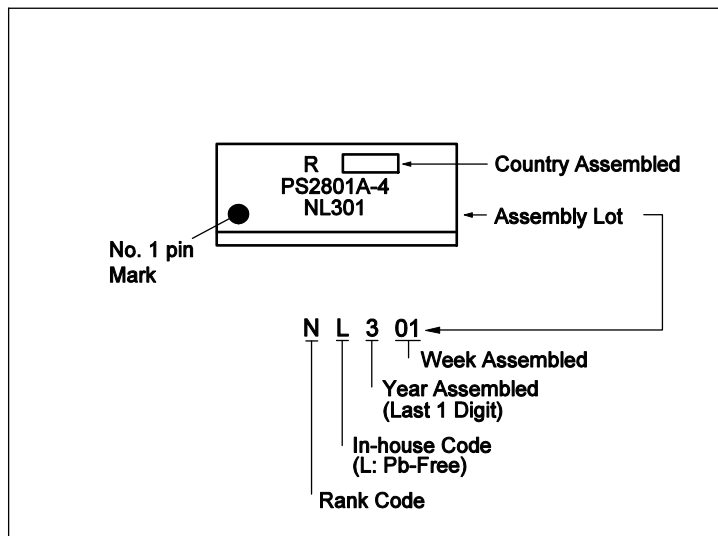 R
Country Assembled
PS2801A-4
NL301
Assembly Lot
No. 1 pin
Mark
N L 3 01
Week Assembled
Year Assembled
(Last 1 Digit)
In-house Code
(L: Pb-Free)
Rank Code